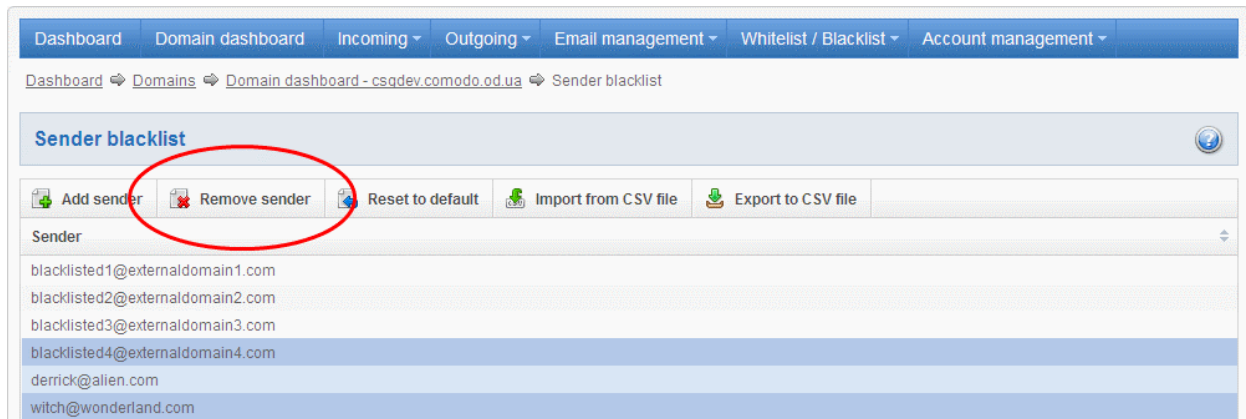 Dashboard Domain dashboard Incoming Outgoing Email management Whitelist / Blacklist Account management
Dashboard Domains Domain dashboard - csgdev.comodo.od.ua Sender blacklist
Sender blacklist
Add sender Remove sender Reset to default Import from CSV file Export to CSV file
Sender
blacklisted1@externaldomain1.com
blacklisted2@externaldomain2.com
blacklisted3@externaldomain3.com
blacklisted4@externaldomain4.com
derrick@alien.com
witch@wonderland.com